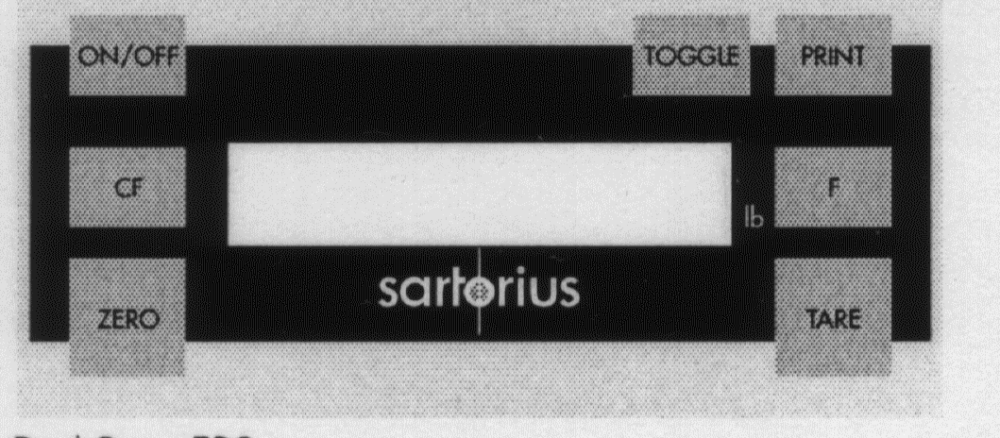 ON/OFF TOGGLE PRINT
CF F
lb
sartorius
ZERO TARE